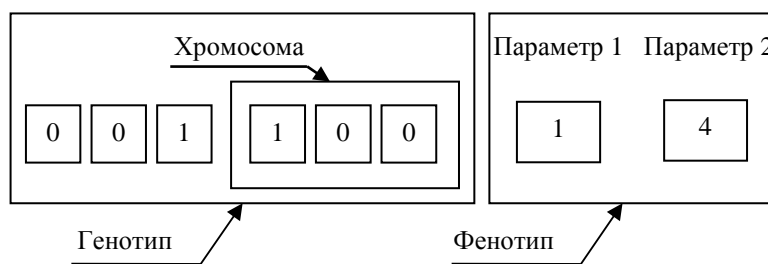 Хромосома
Параметр 1 Параметр 2
0 0 1 1 0 0
1 4
Генотип
Фенотип